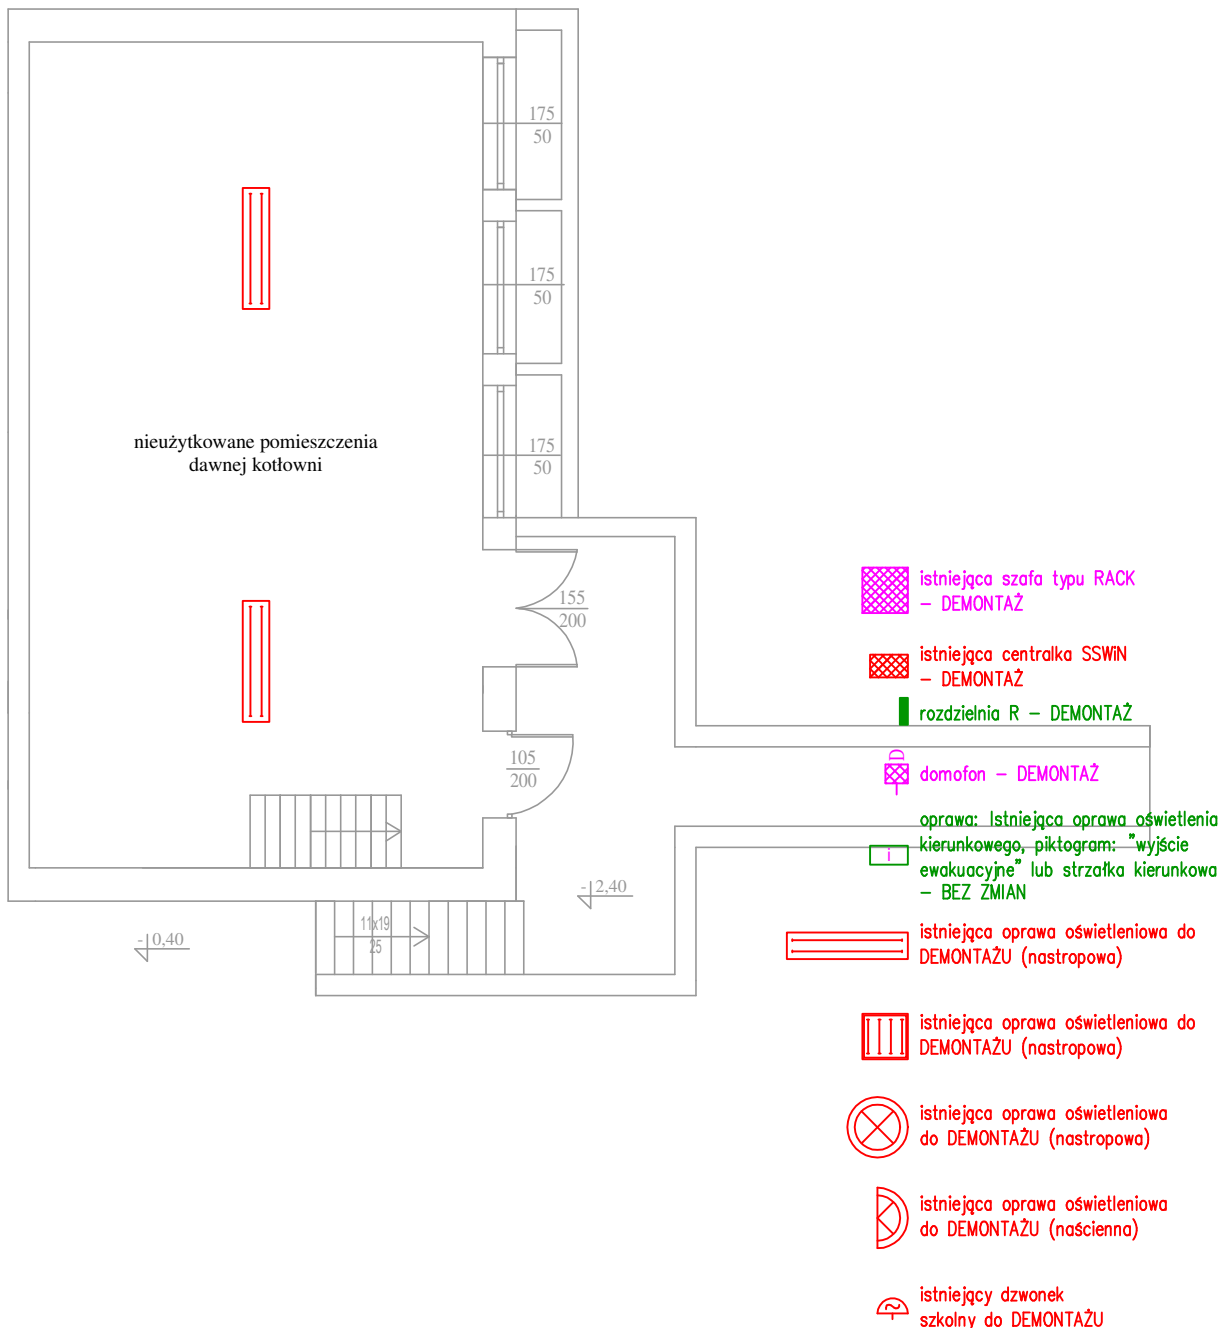 175
50
175
50
175
50
nieużytkowane pomieszczenia
dawnej kotłowni
155
200
105
200
11x19
25
-2,40
-0,40
istniejąca szafa typu RACK
– DEMONTAŻ
istniejąca centralka SSWiN
– DEMONTAŻ
rozdzielnia R – DEMONTAŻ
D
domofon – DEMONTAŻ
oprawa: Istniejąca oprawa oświetlenia
kierunkowego, piktogram: "wyjście
ewakuacyjne" lub strzałka kierunkowa
– BEZ ZMIAN
i
istniejąca oprawa oświetleniowa do
DEMONTAŻU (nastropowa)
istniejąca oprawa oświetleniowa do
DEMONTAŻU (nastropowa)
istniejąca oprawa oświetleniowa
do DEMONTAŻU (nastropowa)
istniejąca oprawa oświetleniowa
do DEMONTAŻU (naścienna)
istniejący dzwonek
szkolny do DEMONTAŻU